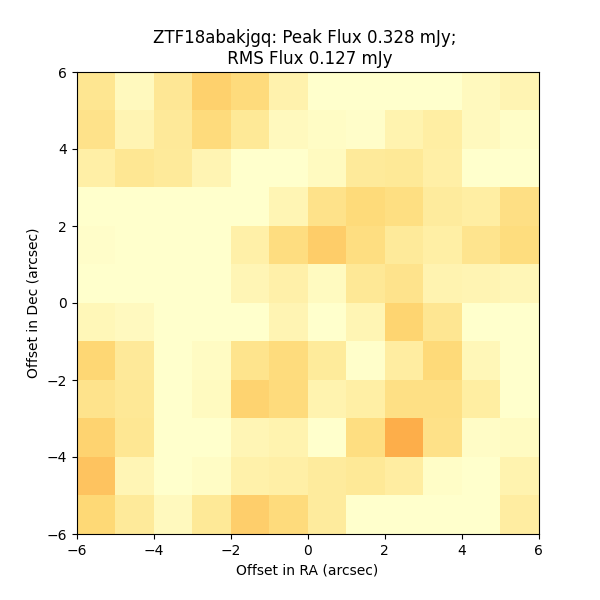 ZTF18abakjgq: Peak Flux 0.328 mJy;
RMS Flux 0.127 mJy
6
4
2
0
−2
−4
−6
Offset in Dec (arcsec)
−6 −4 −2 0 2 4 6
Offset in RA (arcsec)